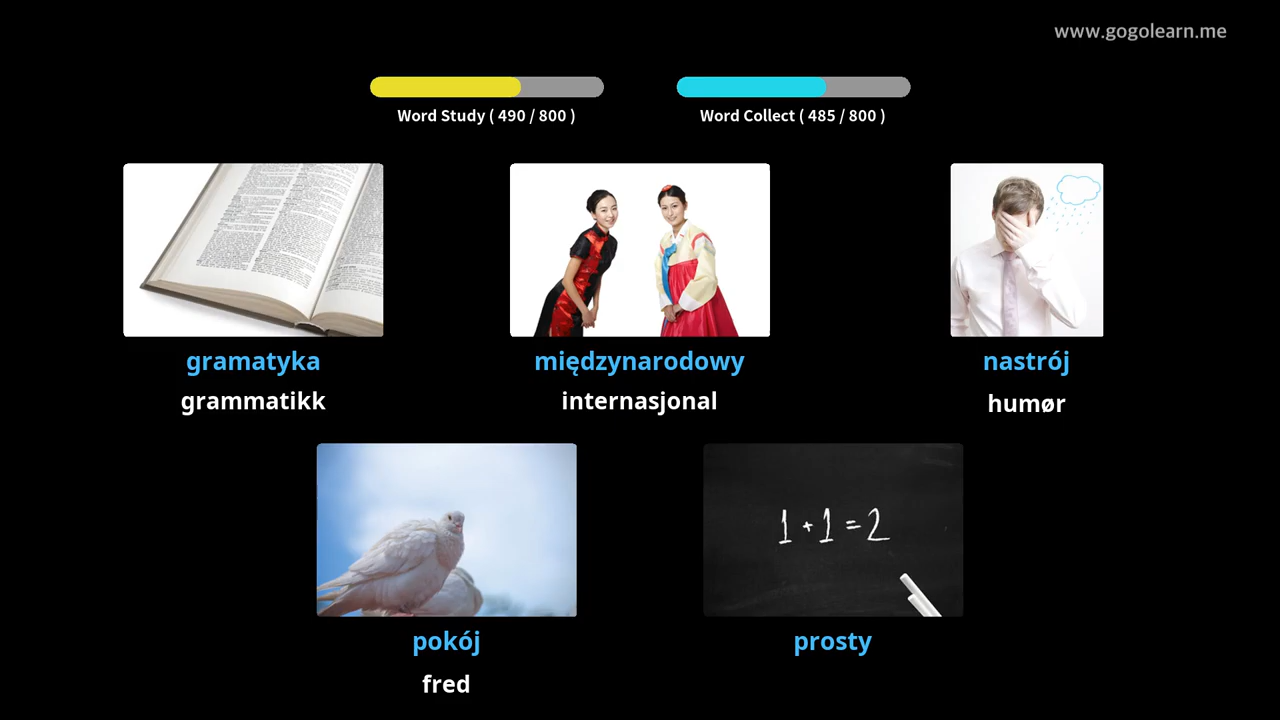 www.gogolearn.me
Word Study ( 490 / 800 )
Word Collect ( 485 / 800 )
gramatyka
międzynarodowy
nastrój
grammatikk
internasjonal
humør
1 + 1 = 2
pokój
prosty
fred